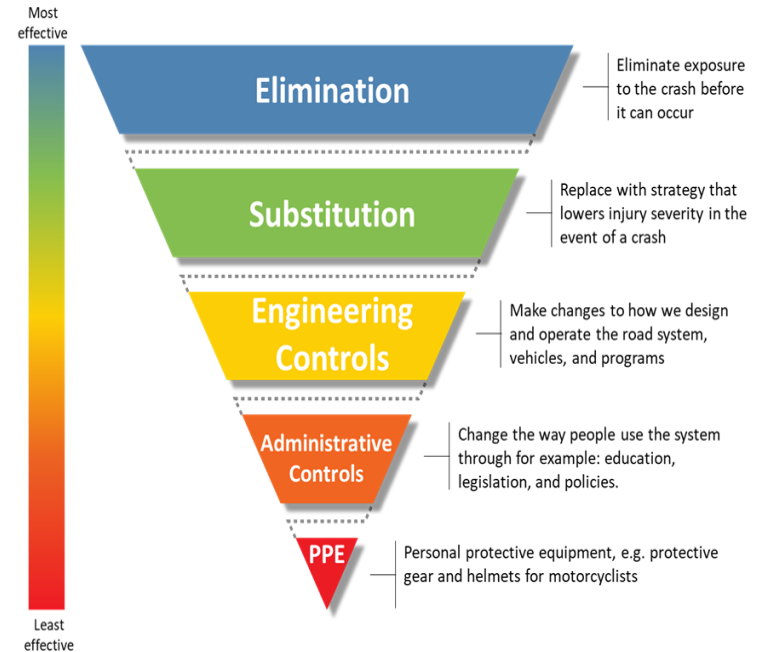 Most
effective
Elimination
Eliminate exposure
to the crash before
it can occur
Substitution
Replace with strategy that
lowers injury severity in the
event of a crash
Engineering
Controls
Make changes to how we design
and operate the road system,
vehicles, and programs
Administrative
Controls
Change the way people use the system
through for example: education,
legislation, and policies.
PPE
Personal protective equipment, e.g. protective
gear and helmets for motorcyclists
Least
effective